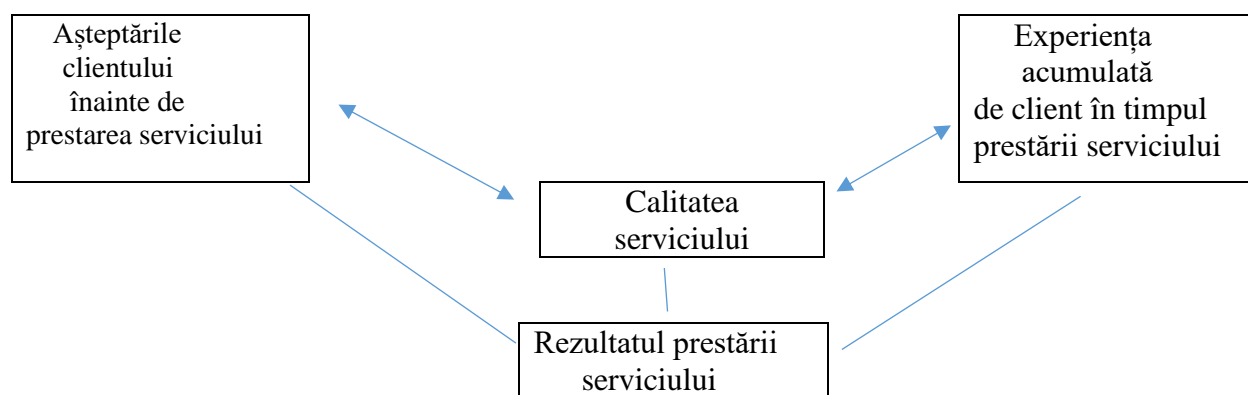 Așteptările
clientului
înainte de
prestarea serviciului
Experiența
acumulată
de client în timpul
prestării serviciului
Calitatea
serviciului
Rezultatul prestării
serviciului